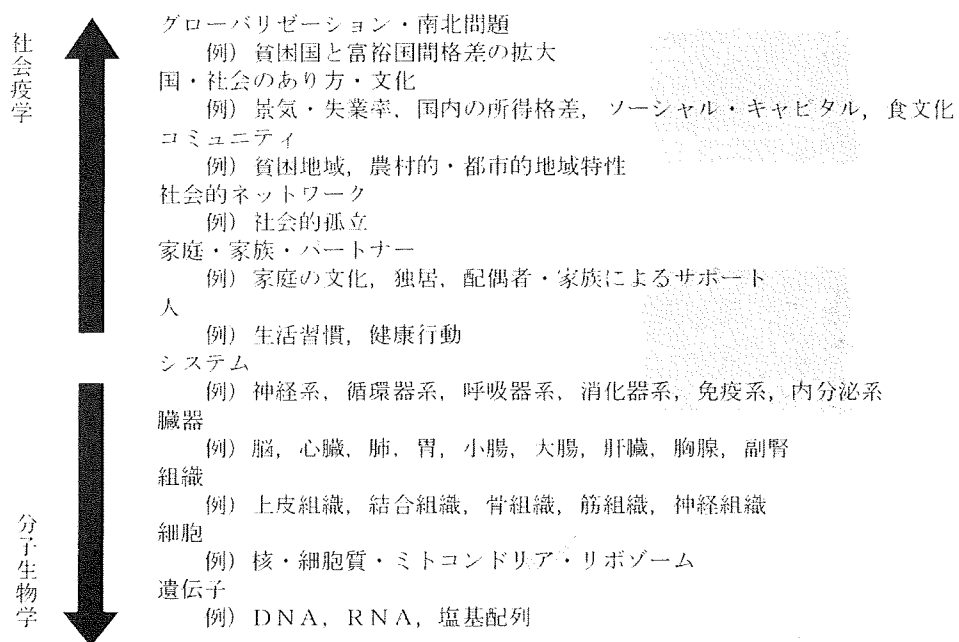 社会疫学
グローバリゼーション・南北問題
例) 貧困国と富裕国間格差の拡大
国・社会のあり方・文化
例) 景気・失業率, 国内の所得格差, ソーシャル・キャピタル, 食文化
コミュニティ
例) 貧困地域, 農村的・都市的地域特性
社会的ネットワーク
例) 社会的孤立
家庭・家族・パートナー
例) 家庭の文化, 独居, 配偶者・家族によるサポート
人
例) 生活習慣, 健康行動
システム
例) 神経系, 循環器系, 呼吸器系, 消化器系, 免疫系, 内分泌系
臓器
例) 脳, 心臓, 肺, 胃, 小腸, 大腸, 肝臓, 胸腺, 副腎
組織
例) 上皮組織, 結合組織, 骨組織, 筋組織, 神経組織
細胞
例) 核・細胞質・ミトコンドリア・リボゾーム
遺伝子
例) DNA, RNA, 塩基配列
分子生物学